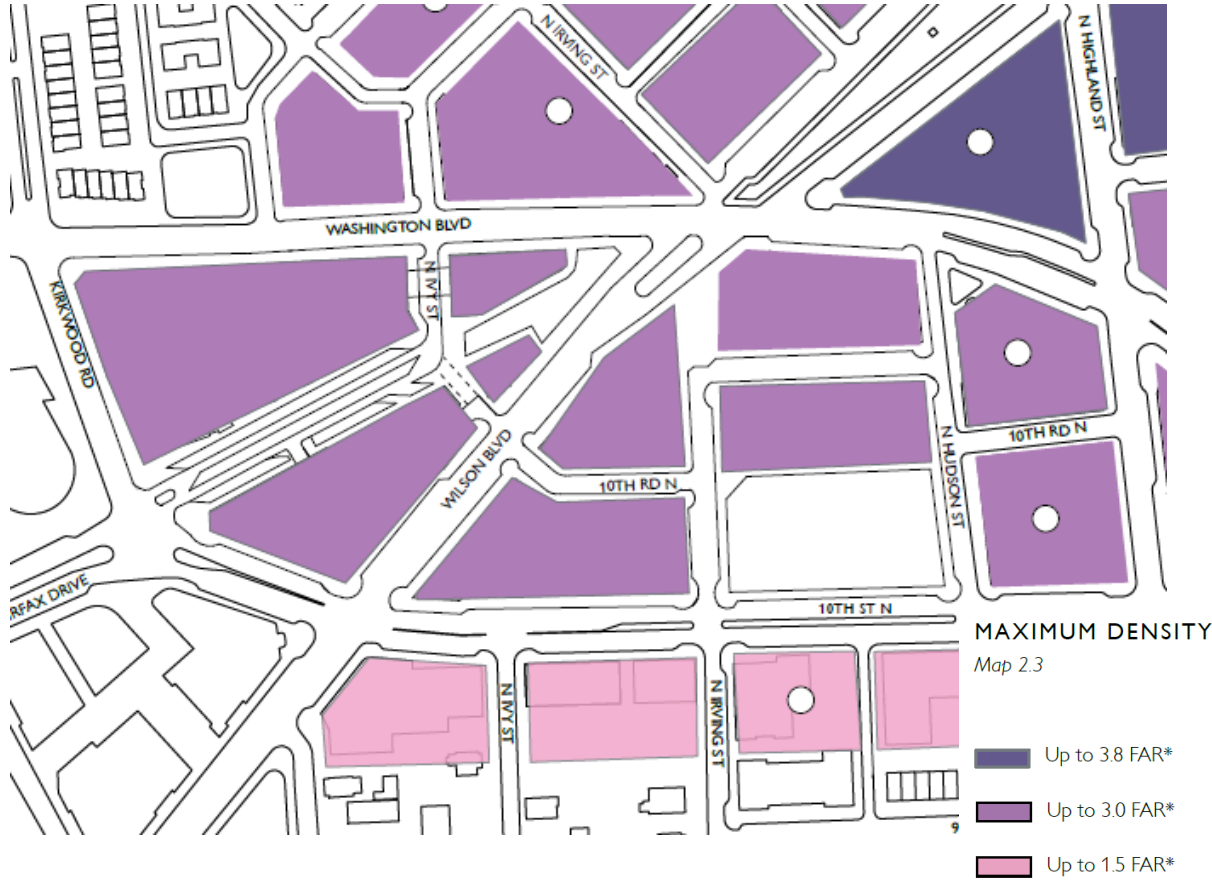 N IRVING ST
N HIGHLAND ST
WASHINGTON BLVD
N IVY ST
KIRKWOOD RD
WILSON BLVD
10TH RD N
10TH RD N
N HUDSON ST
RFAX DRIVE
10TH ST N
N IVY ST
N IRVING ST
9
MAXIMUM DENSITY
Map 2.3
Up to 3.8 FAR*
Up to 3.0 FAR*
Up to 1.5 FAR*